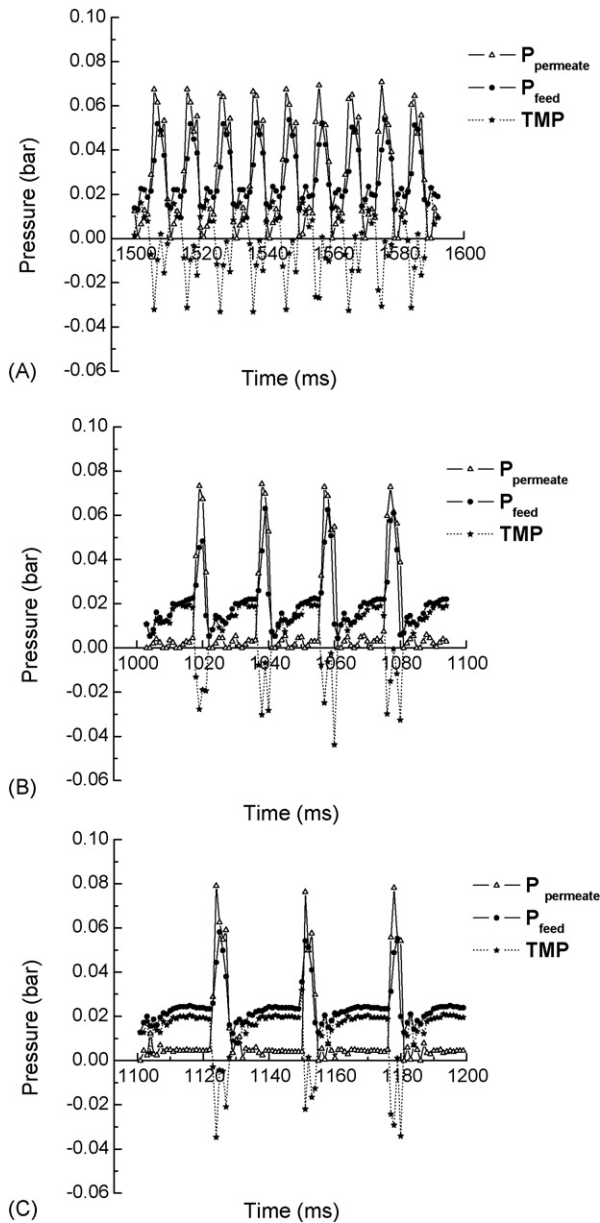 0.10
0.08
0.06
0.04
0.02
0.00
-0.02
-0.04
-0.06
Pressure (bar)
1500 1520 1540 1560 1580 1600
Time (ms)
P permeate
P feed
TMP
(A)
0.10
0.08
0.06
0.04
0.02
0.00
-0.02
-0.04
-0.06
Pressure (bar)
1000 1020 1040 1060 1080 1100
Time (ms)
P permeate
P feed
TMP
(B)
0.10
0.08
0.06
0.04
0.02
0.00
-0.02
-0.04
-0.06
Pressure (bar)
1100 1120 1140 1160 1180 1200
Time (ms)
P permeate
P feed
TMP
(C)